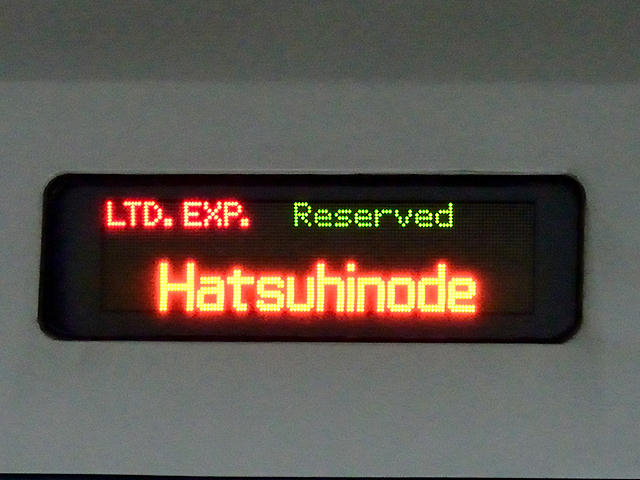 LTD. EXP. Reserved
Hatsuhinode